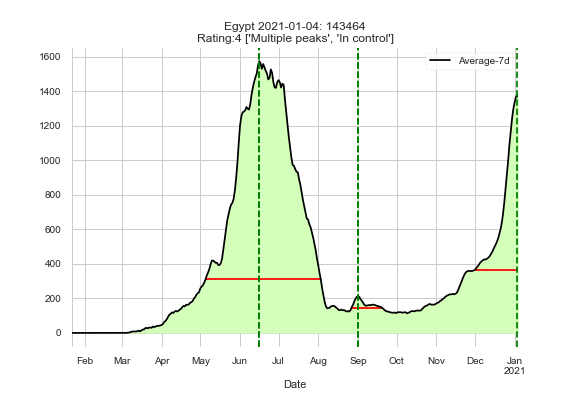 Egypt 2021-01-04: 143464
Rating:4 ['Multiple peaks', 'In control']
Average-7d
1600
1400
1200
1000
800
600
400
200
0
Feb Mar Apr May Jun Jul Aug Sep Oct Nov Dec Jan
2021
Date